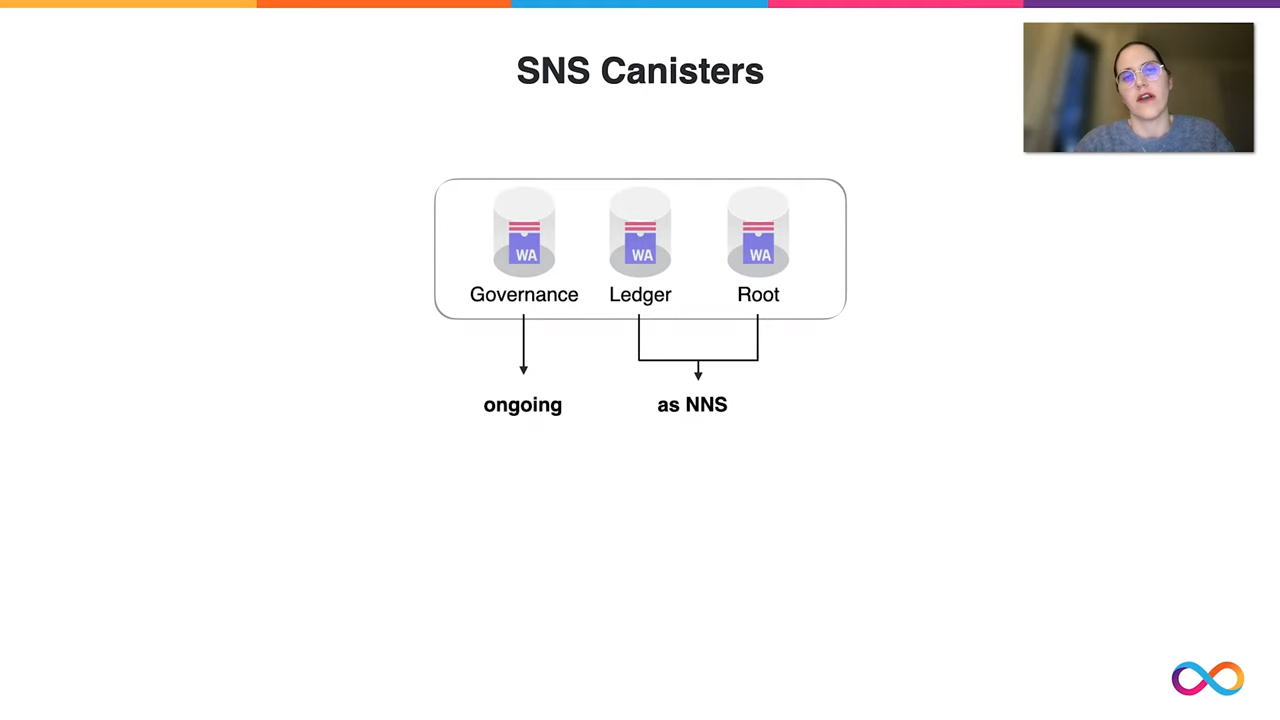 SNS Canisters
WA WA WA
Governance Ledger Root
ongoing as NNS